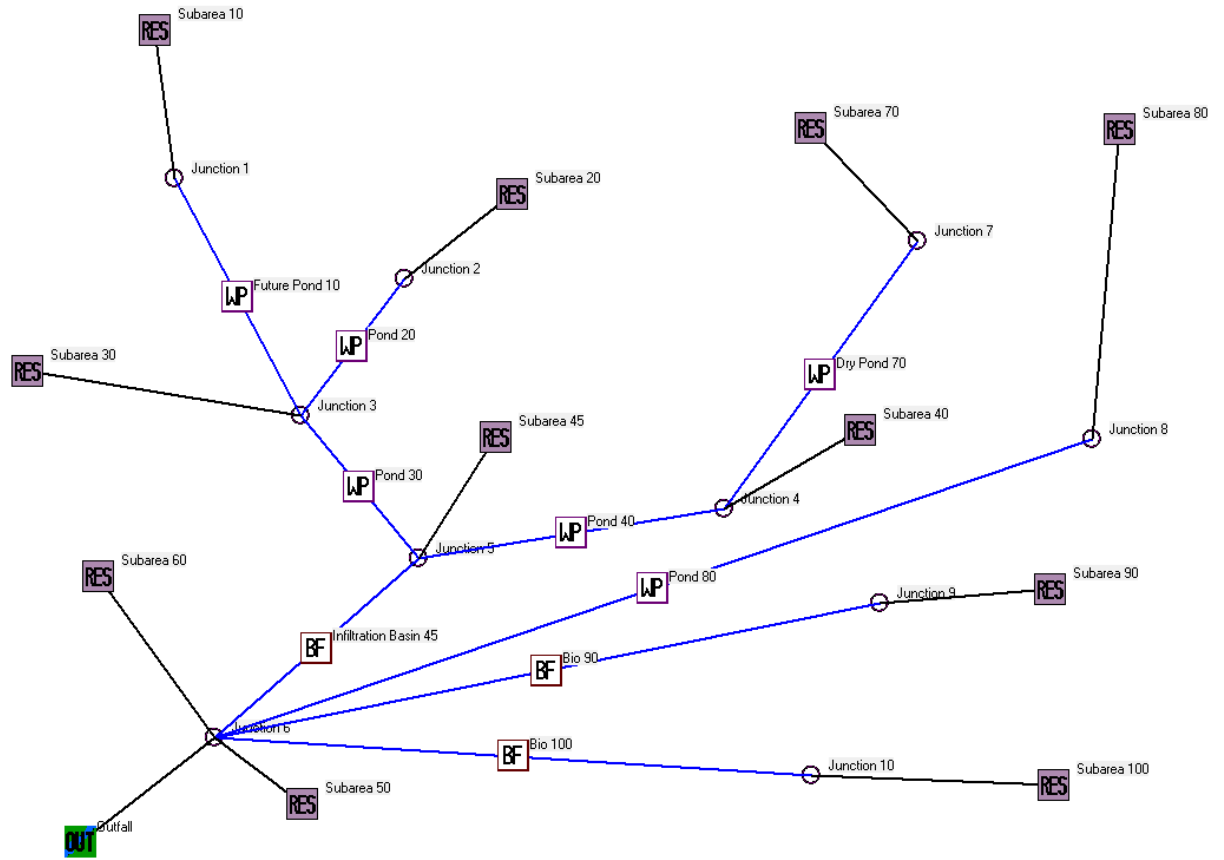 Subarea 10
RES
Subarea 70
RES
Subarea 80
RES
Junction 1
Subarea 20
RES
Junction 7
Junction 2
Future Pond 10
WP
Pond 20
WP
Subarea 30
RES
Dry Pond 70
WP
Junction 3
Subarea 45
RES
Subarea 40
RES
Junction 8
Pond 30
WP
Junction 4
Pond 40
WP
Junction 5
Subarea 60
RES
Pond 80
WP
Junction 9
Subarea 90
RES
Infiltration Basin 45
BF
Bio 90
BF
Junction 6
Bio 100
BF
Junction 10
Subarea 100
RES
Subarea 50
RES
Outfall
OUT